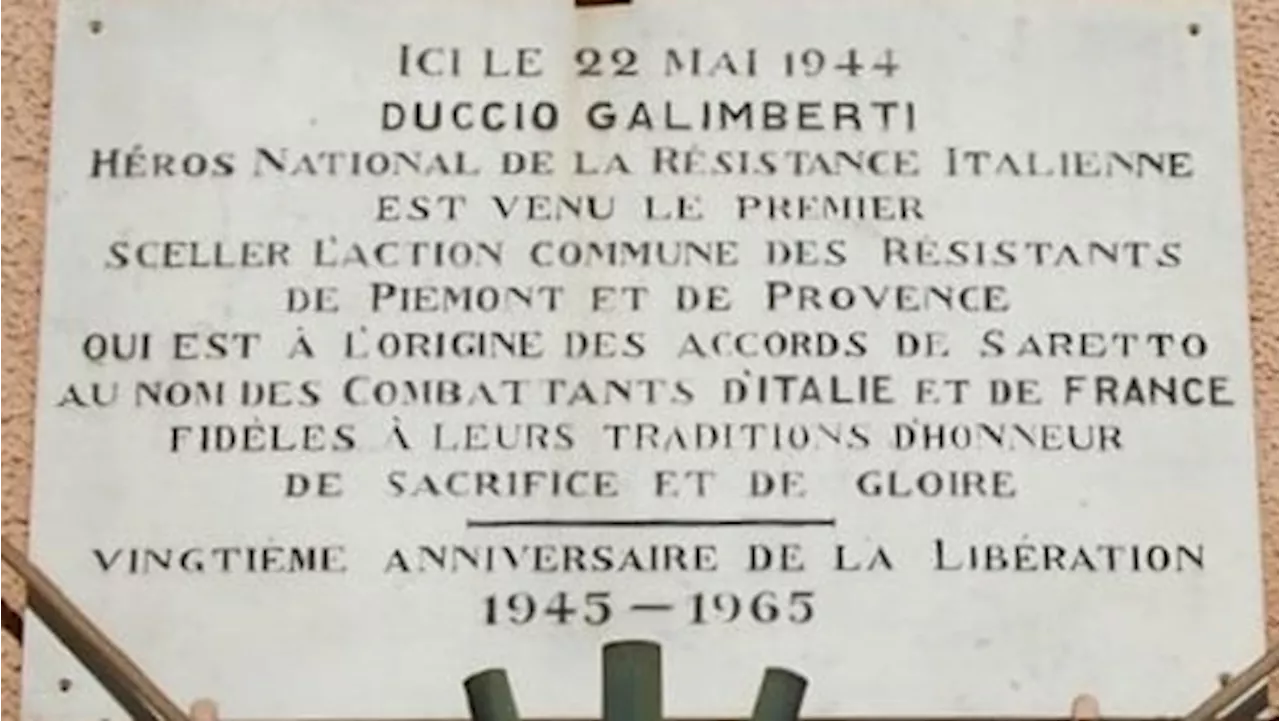 ICI LE 22 MAI 1944
DUCCIO GALIMBERTI
HÉROS NATIONAL DE LA RÉSISTANCE ITALIENNE
EST VENU LE PREMIER
SCELLER L'ACTION COMMUNE DES RÉSISTANTS
DE PIEMONT ET DE PROVENCE
QUI EST À L'ORIGINE DES ACCORDS DE SARETTO
AU NOM DES COMBATTANTS D'ITALIE ET DE FRANCE
FIDÈLES À LEURS TRADITIONS D'HONNEUR
DE SACRIFICE ET DE GLOIRE
VINGTIÈME ANNIVERSAIRE DE LA LIBÉRATION
1945 — 1965